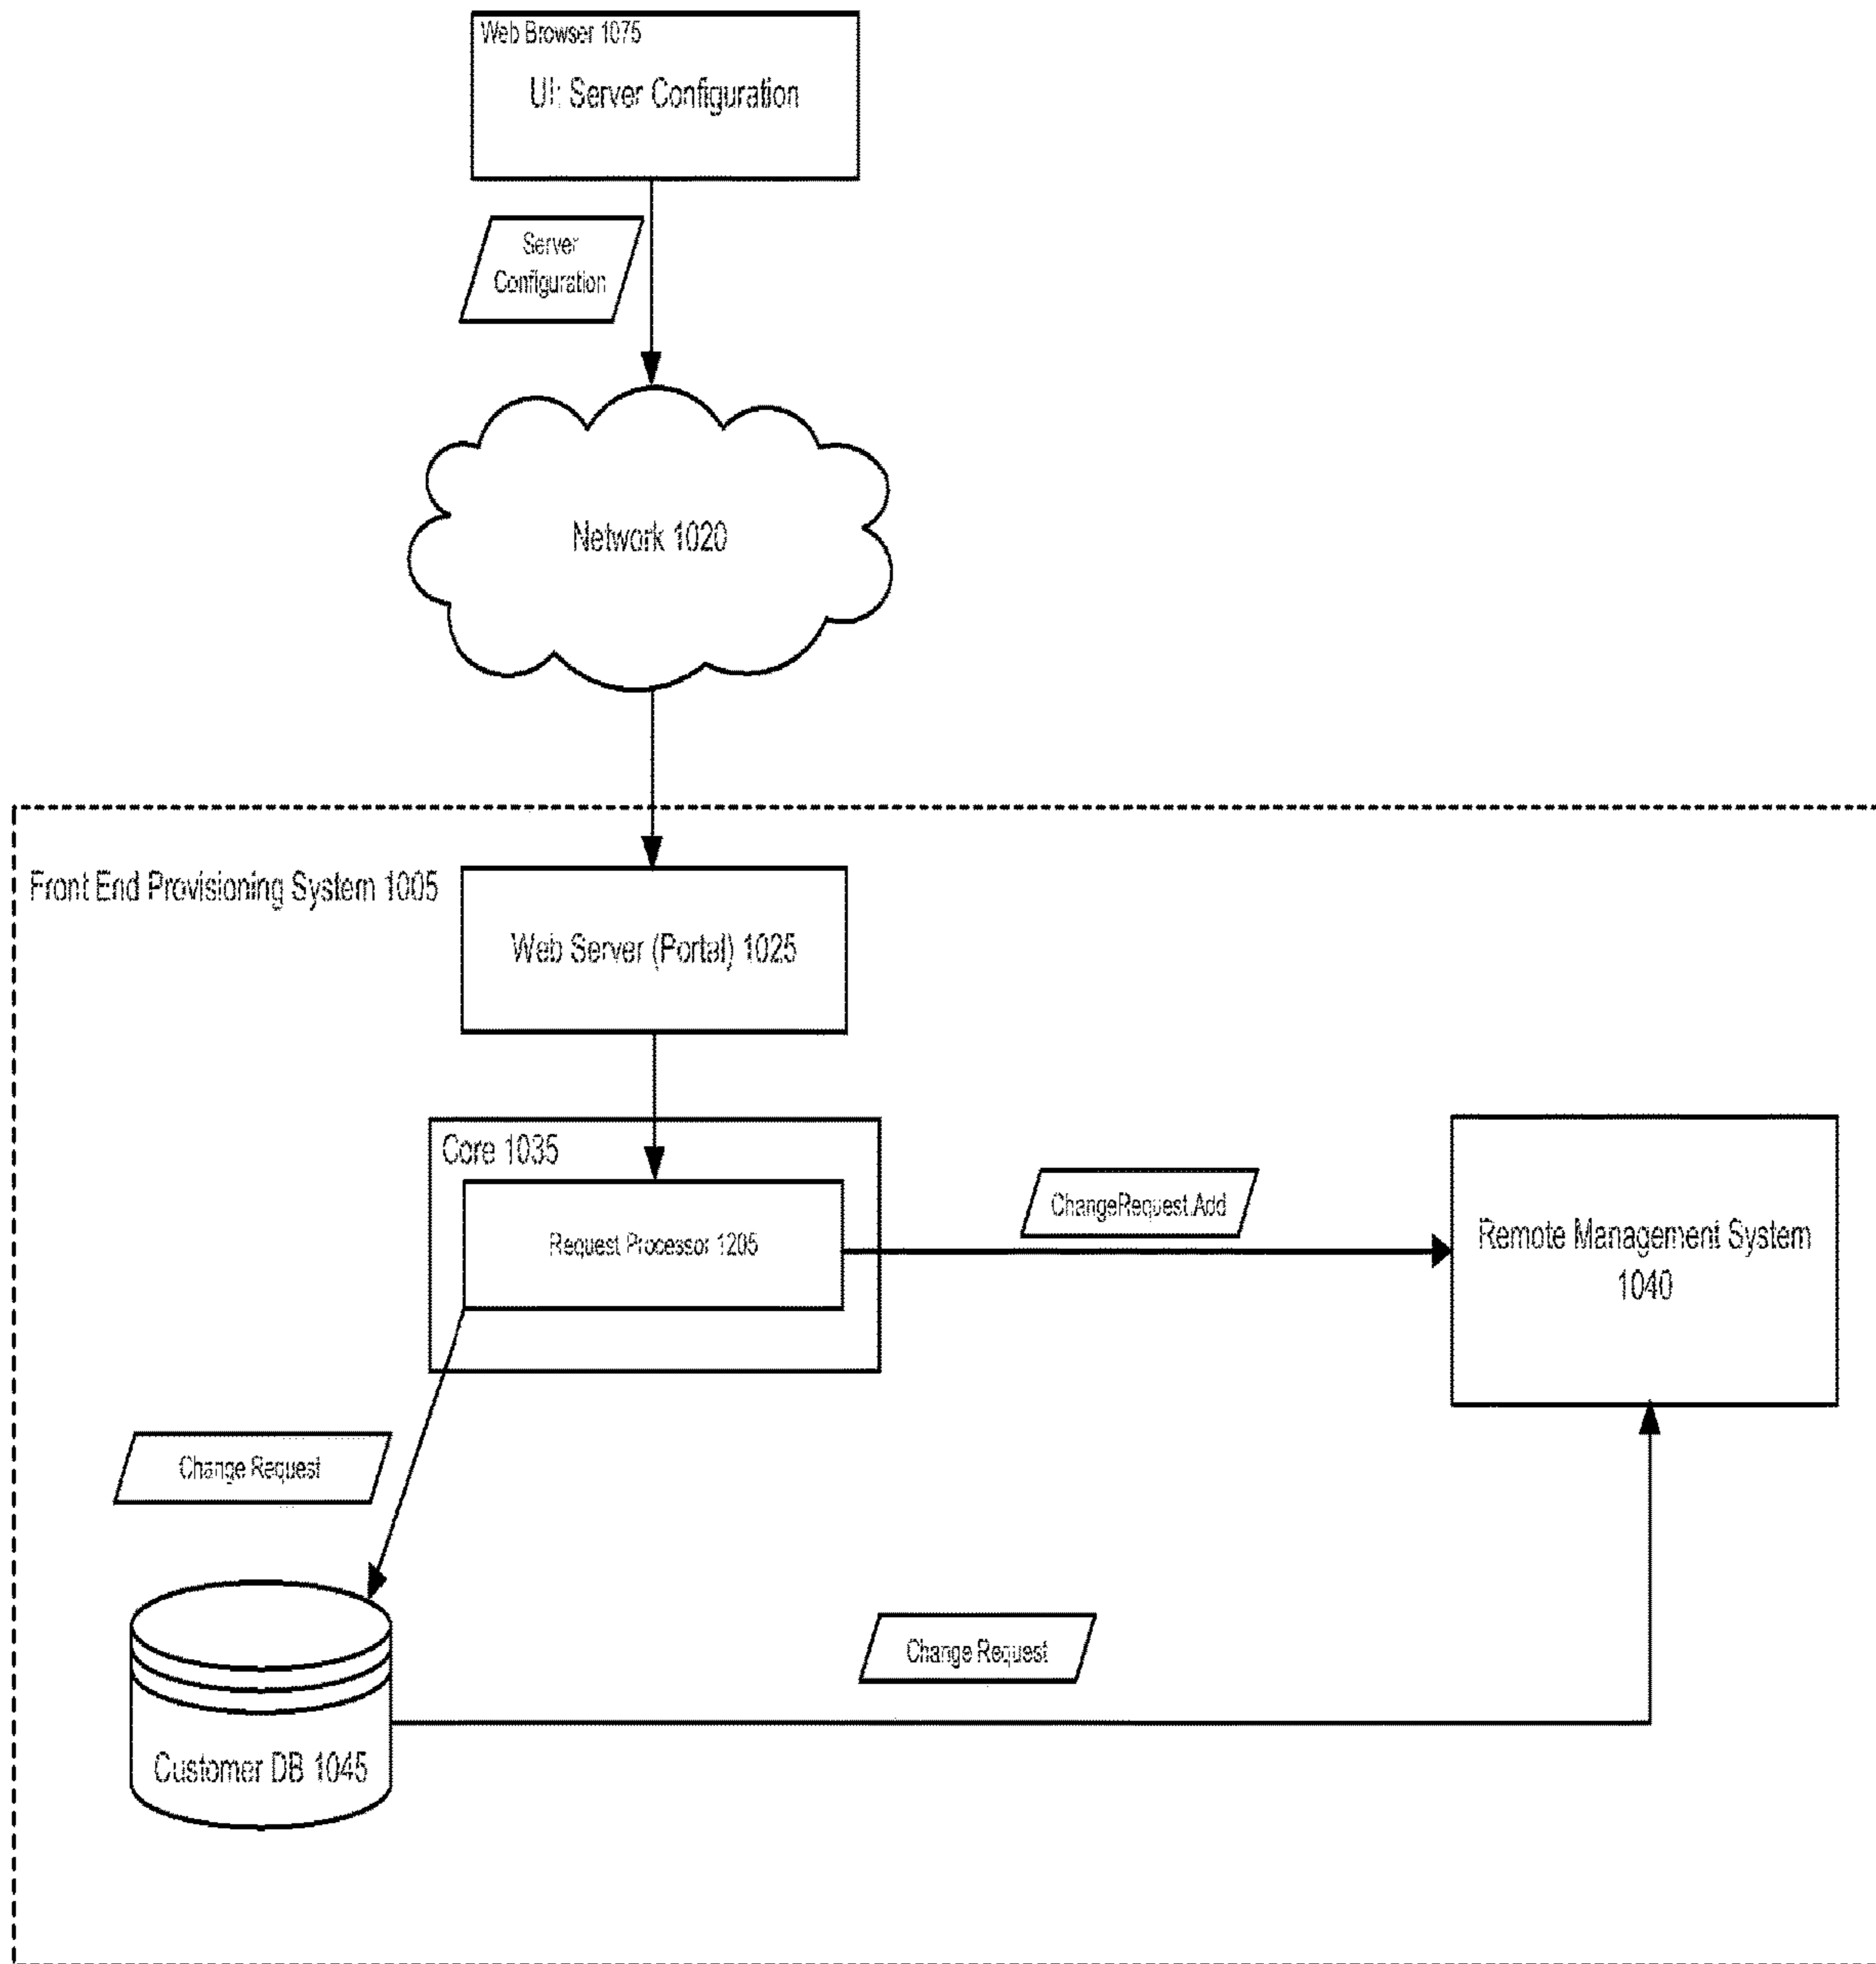 Web Browser 1075
UI: Server Configuration
Server
Configuration
Network 1020
Front End Provisioning System 1005
Web Server (Portal) 1025
Core 1035
Request Processor 1205
ChangeRequest.Add
Remote Management System
1040
Change Request
Change Request
Customer DB 1045